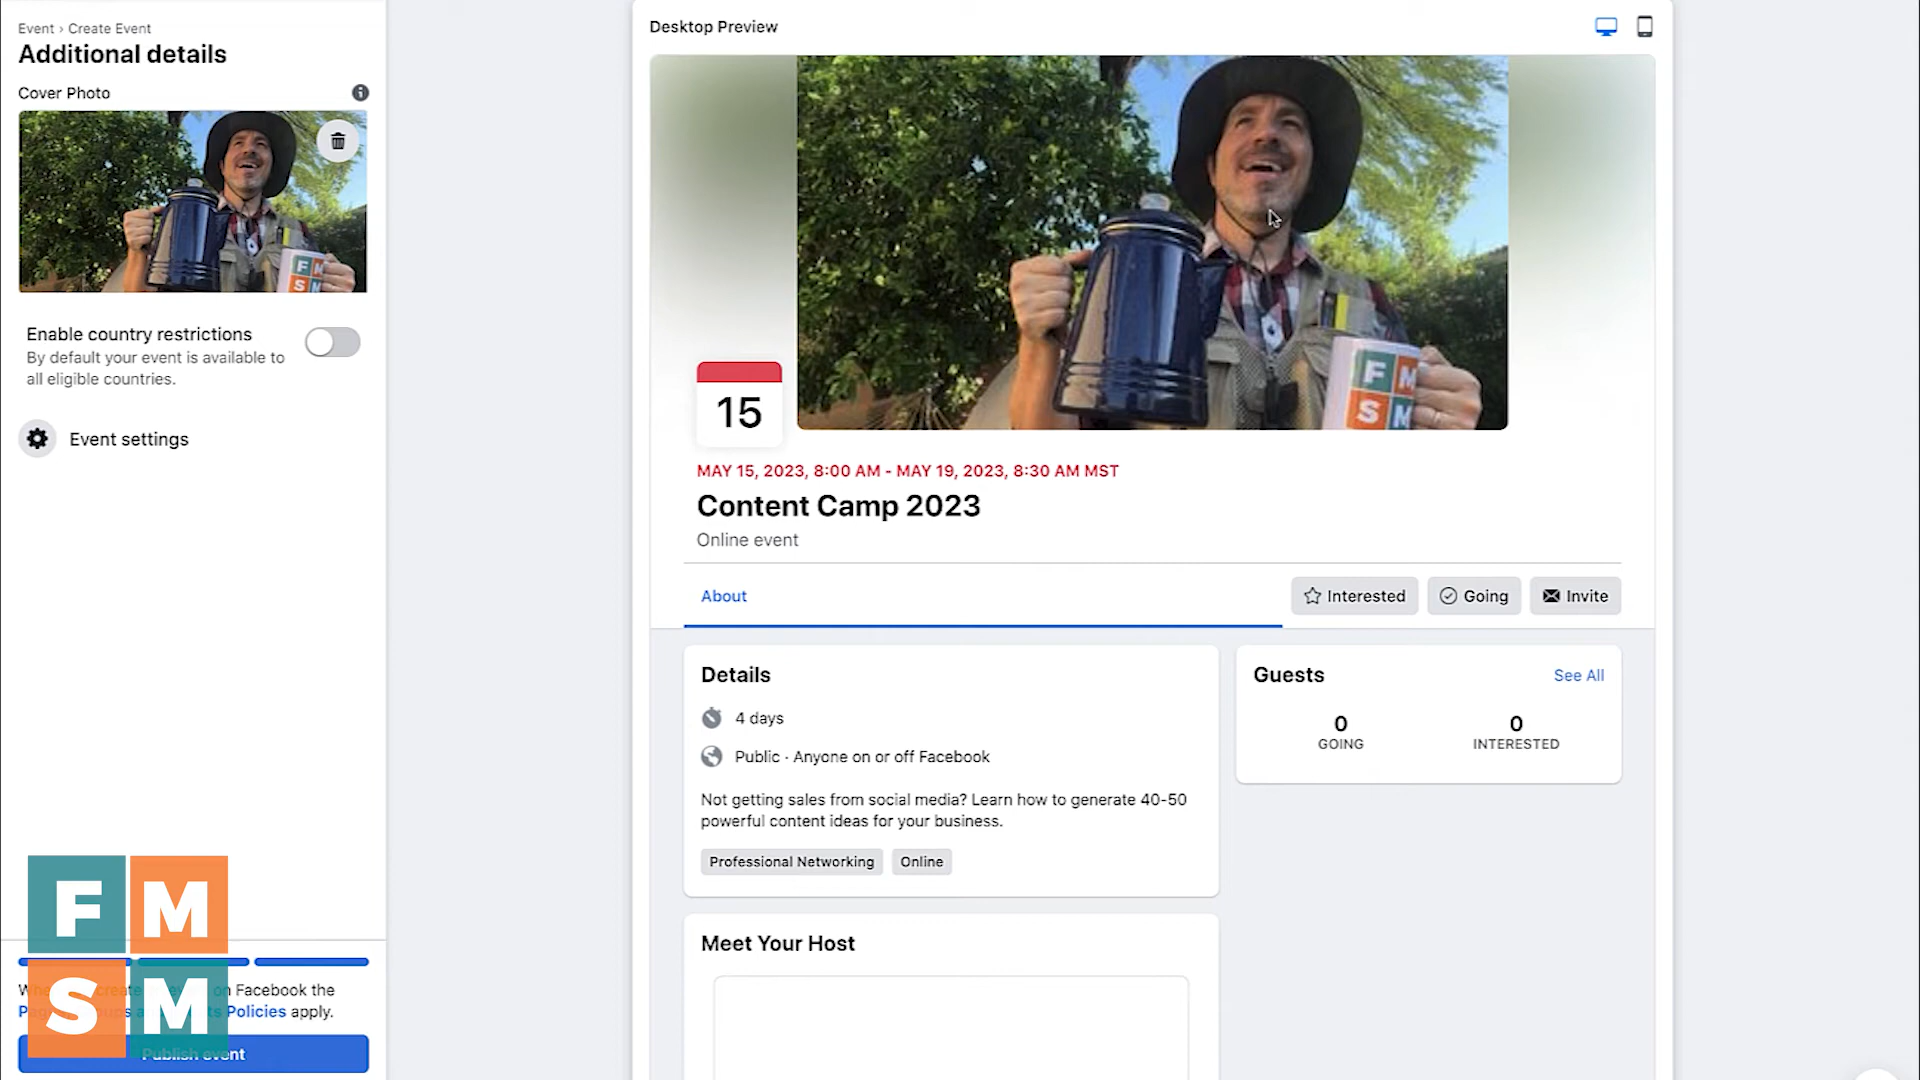 Event › Create Event
Additional details
Cover Photo
F M
S
Enable country restrictions
By default your event is available to
all eligible countries.
Event settings
F M
S M
on Facebook the
Policies apply.
Publish event
Desktop Preview
F M
S M
15
MAY 15, 2023, 8:00 AM - MAY 19, 2023, 8:30 AM MST
Content Camp 2023
Online event
About
Interested
Going
Invite
Details
4 days
Public · Anyone on or off Facebook
Not getting sales from social media? Learn how to generate 40-50
powerful content ideas for your business.
Professional Networking
Online
Guests
See All
0
GOING
0
INTERESTED
Meet Your Host